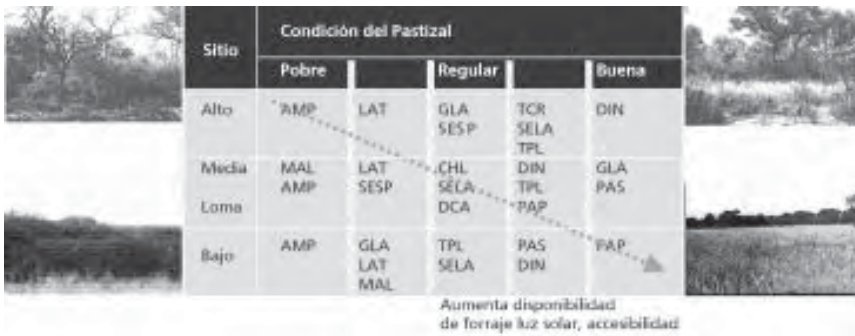 Sitio Condición del Pastizal
Pobre Regular Buena
Alto AMP LAT GLA TCR DIN
SESP SELA
TPL
Media MAL LAT CHL DIN GLA
AMP SESP SELA TPL PAS
Loma DCA PAP
Bajo AMP GLA TPL PAS PAP
LAT SELA DIN
MAL
Aumenta disponibilidad
de forraje luz solar, accesibilidad